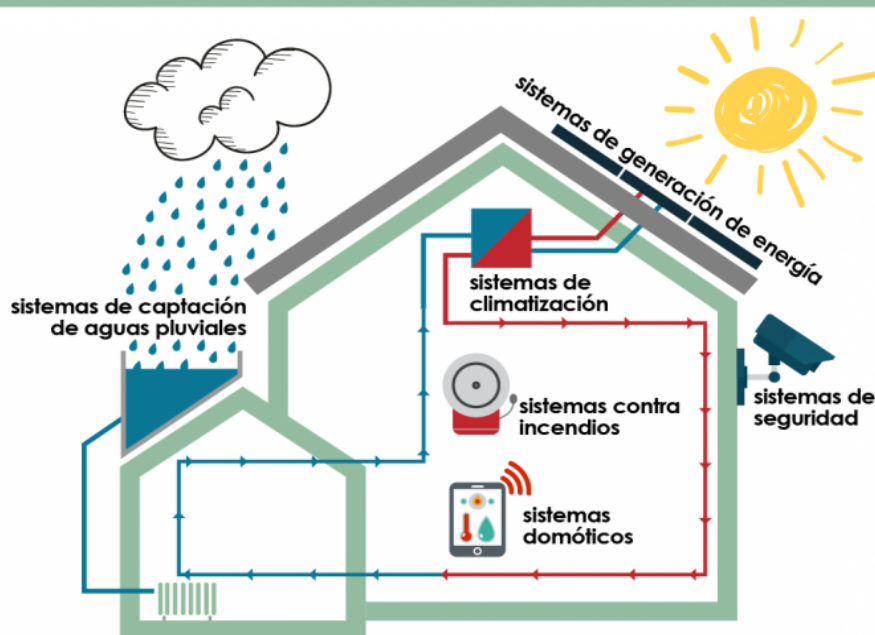 sistemas de generación de energía
sistemas de captación
de aguas pluviales
sistemas de
climatización
sistemas de
seguridad
sistemas contra
incendios
sistemas
domóticos